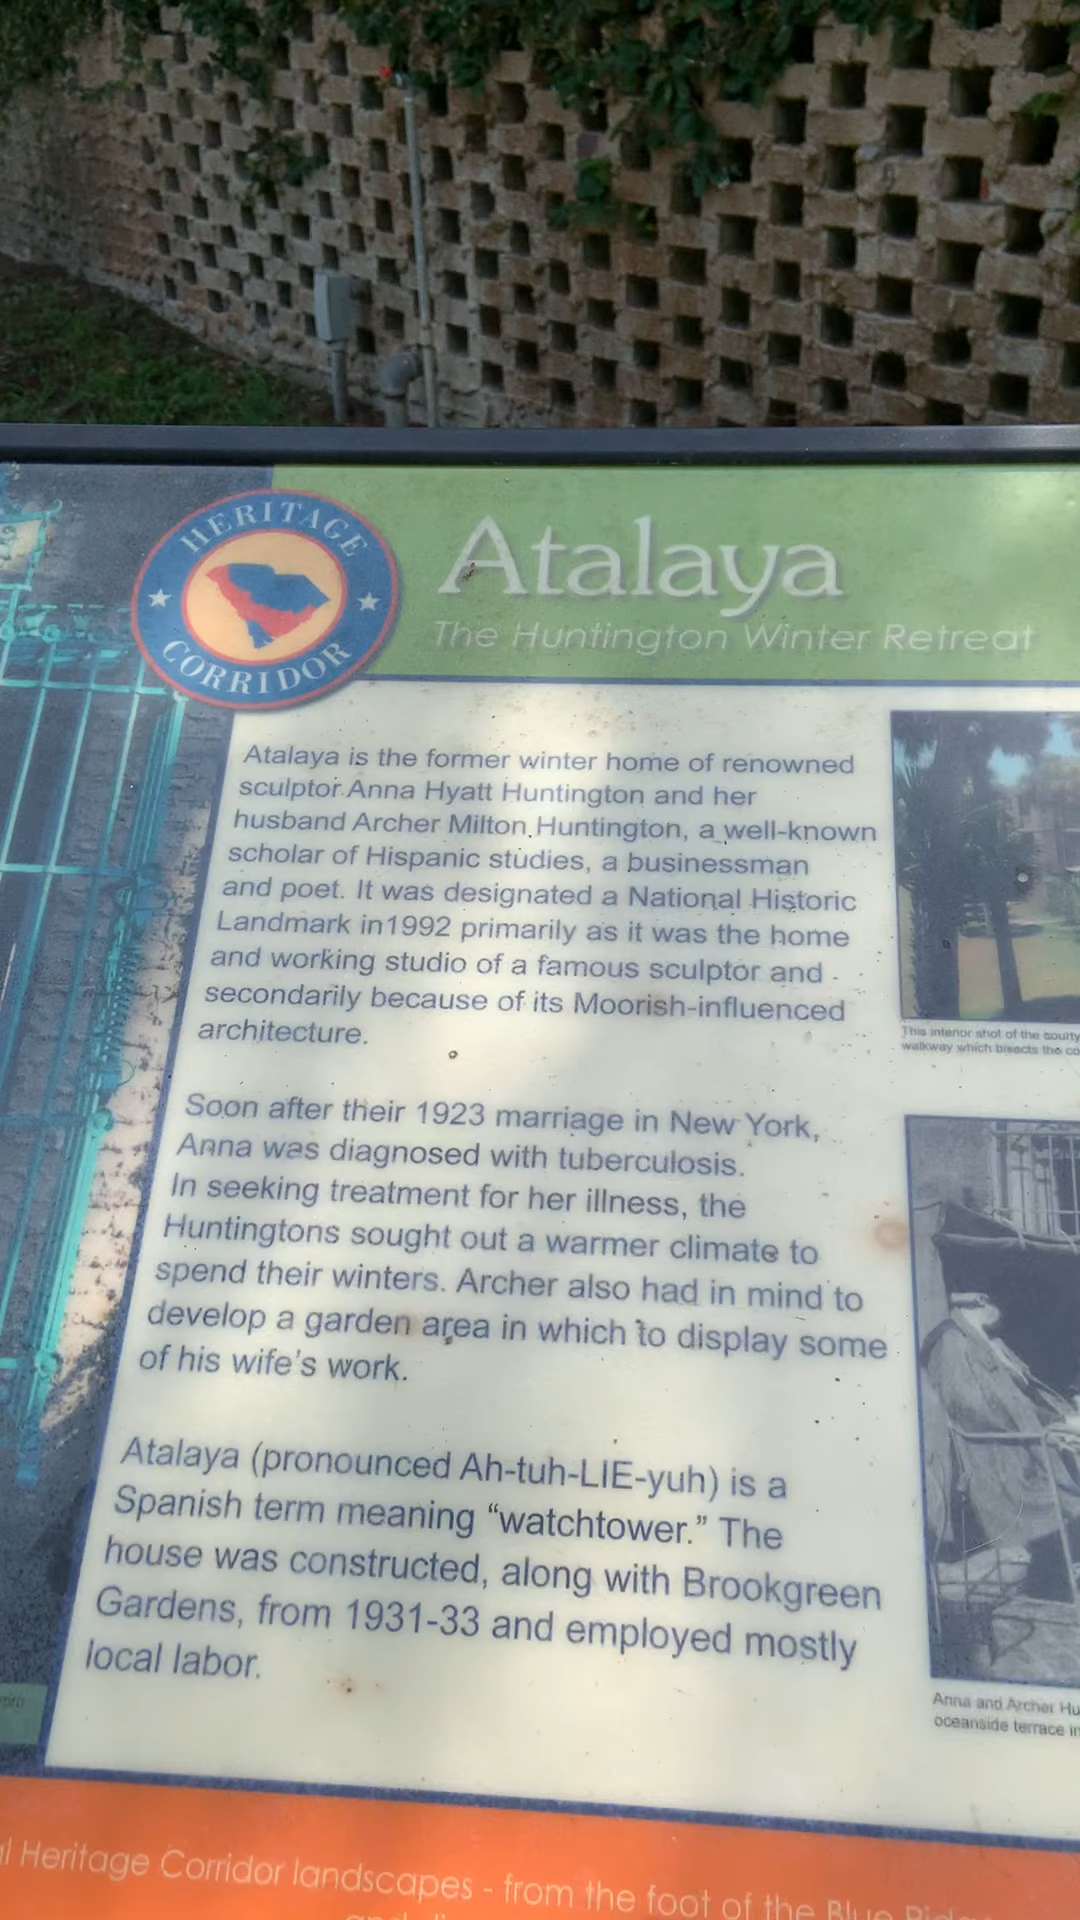 HERITAGE
CORRIDOR
Atalaya
The Huntington Winter Retreat
Atalaya is the former winter home of renowned
sculptor Anna Hyatt Huntington and her
husband Archer Milton Huntington, a well-known
scholar of Hispanic studies, a businessman
and poet. It was designated a National Historic
Landmark in1992 primarily as it was the home
and working studio of a famous sculptor and
secondarily because of its Moorish-influenced
architecture.
Soon after their 1923 marriage in New York,
Anna was diagnosed with tuberculosis.
In seeking treatment for her illness, the
Huntingtons sought out a warmer climate to
spend their winters. Archer also had in mind to
develop a garden area in which to display some
of his wife's work.
Atalaya (pronounced Ah-tuh-LIE-yuh) is a
Spanish term meaning “watchtower.” The
house was constructed, along with Brookgreen
Gardens, from 1931-33 and employed mostly
local labor.
This interior shot of the
walkway which bisects the
Anna and Archer
oceanside terrace
Heritage Corridor landscapes - from the foot of the Blue